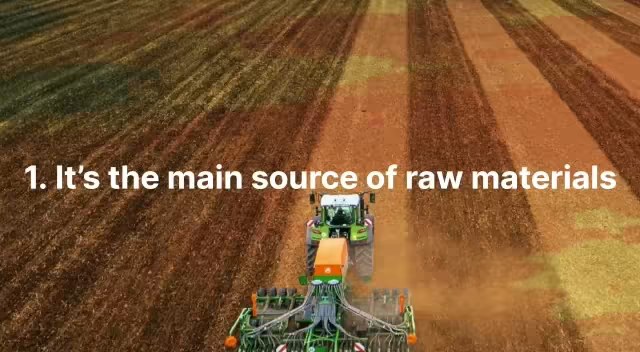 1. It’s the main source of raw materials